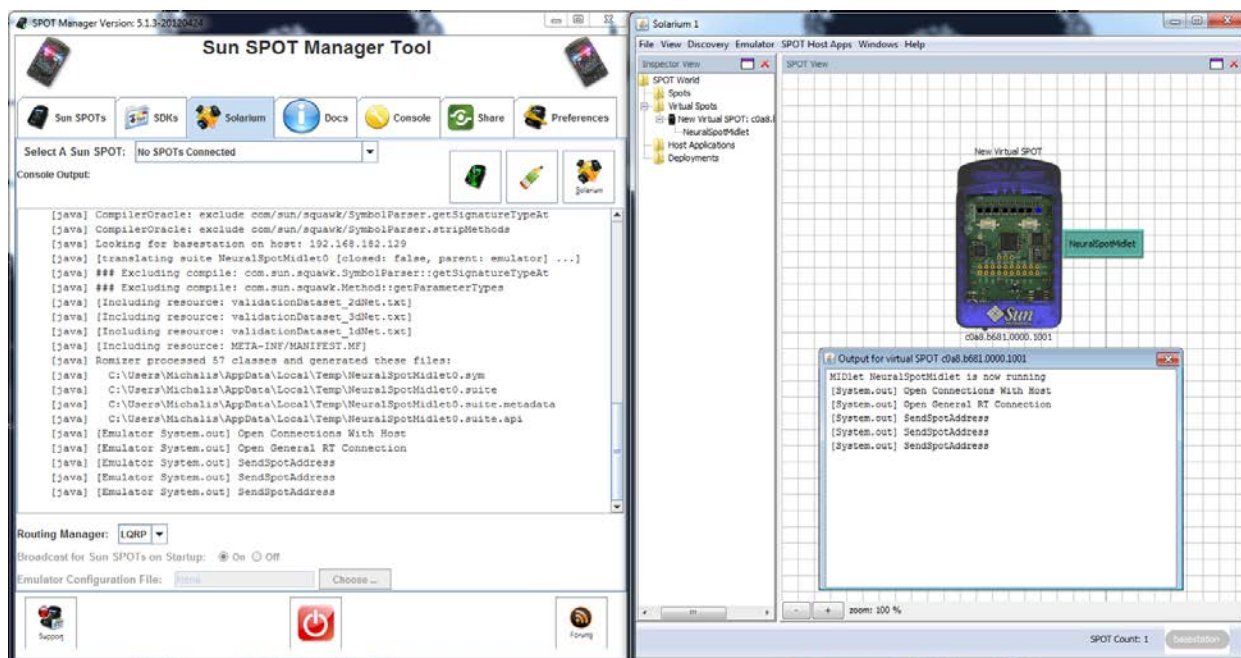 SPOT Manager Version: 5.1.3-20120424
Sun SPOT Manager Tool
Sun SPOTs
SDKs
Solarium
Docs
Console
Share
Preferences
Select A Sun SPOT:
No SPOTs Connected
Console Output:
Solarium
[java] CompilerOracle: exclude com/sun/squawk/SymbolParser.getSignatureTypeAt
[java] CompilerOracle: exclude com/sun/squawk/SymbolParser.stripMethods
[java] Looking for basestation on host: 192.168.182.129
[java] [translating suite NeuralSpotMidlet0 [closed: false, parent: emulator] ...]
[java] ### Excluding compile: com.sun.squawk.SymbolParser::getSignatureTypeAt
[java] ### Excluding compile: com.sun.squawk.Method::getParameterTypes
[java] [Including resource: validationDataset_2dNet.txt]
[java] [Including resource: validationDataset_3dNet.txt]
[java] [Including resource: validationDataset_1dNet.txt]
[java] [Including resource: META-INF/MANIFEST.MF]
[java] Romizer processed 57 classes and generated these files:
[java] C:\Users\Michalis\AppData\Local\Temp\NeuralSpotMidlet0.sym
[java] C:\Users\Michalis\AppData\Local\Temp\NeuralSpotMidlet0.suite
[java] C:\Users\Michalis\AppData\Local\Temp\NeuralSpotMidlet0.suite.metadata
[java] C:\Users\Michalis\AppData\Local\Temp\NeuralSpotMidlet0.suite.api
[java] [Emulator System.out] Open Connections With Host
[java] [Emulator System.out] Open General RT Connection
[java] [Emulator System.out] SendSpotAddress
[java] [Emulator System.out] SendSpotAddress
[java] [Emulator System.out] SendSpotAddress
Routing Manager:
LQRP
Broadcast for Sun SPOTs on Startup:
On
Off
Emulator Configuration File:
None
Choose ...
Support
Forums
Solarium 1
File View Discovery Emulator SPOT Host Apps Windows Help
Inspector View
SPOT View
SPOT World
Spots
Virtual Spots
New Virtual SPOT: c0a8.l
NeuralSpotMidlet
Host Applications
Deployments
New Virtual SPOT
NeuralSpotMidlet
Sun
c0a8.b681.0000.1001
Output for virtual SPOT c0a8.b681.0000.1001
MIDlet NeuralSpotMidlet is now running
[System.out] Open Connections With Host
[System.out] Open General RT Connection
[System.out] SendSpotAddress
[System.out] SendSpotAddress
[System.out] SendSpotAddress
-
+
zoom: 100 %
SPOT Count: 1
basestation